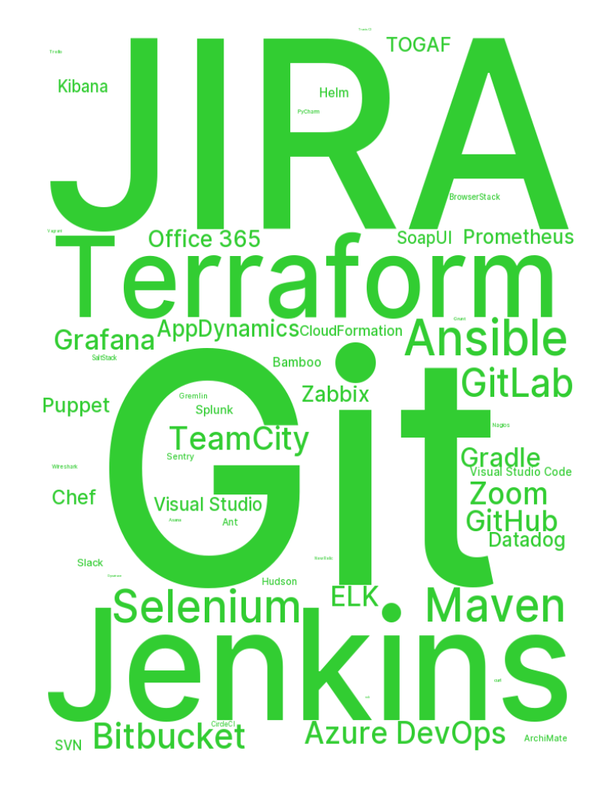 TOGAF
JIRA
Kibana
Helm
PyCharm
BrowserStack
Office 365
SoapUI
Prometheus
Terraform
AppDynamics
CloudFormation
Ansible
Grafana
SaltStack
Bamboo
Zabbix
GitLab
Git
Gremlin
Splunk
Puppet
TeamCity
Nagios
Sentry
Gradle
Wireshark
Visual Studio Code
Chef
Visual Studio
Zoom
Ant
GitHub
Datadog
Slack
Hudson
ELK
Selenium
Maven
Jenkins
CircleCI
Bitbucket
Azure DevOps
SVN
ArchiMate